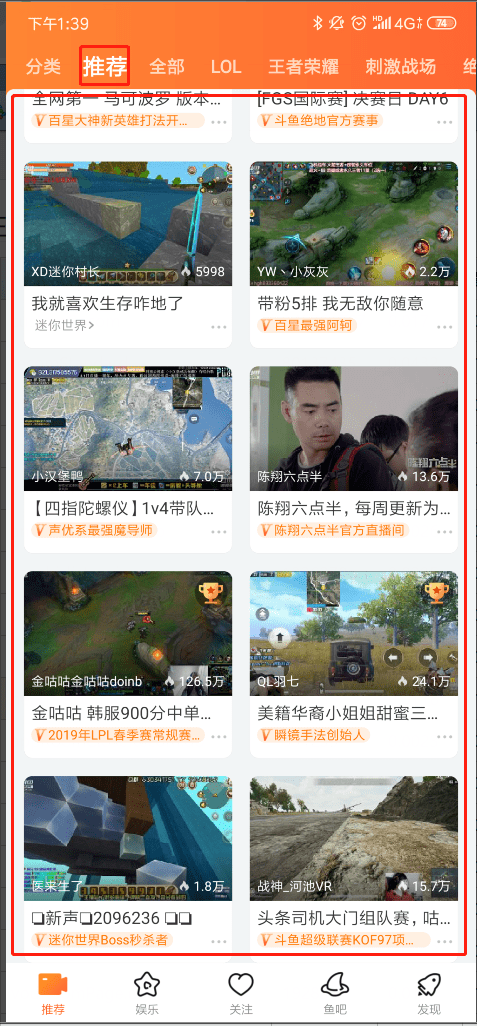 下午1:39
HD 4G 74
分类 推荐 全部 LOL 王者荣耀 刺激战场 绝
全网第一 马可波罗 版本...
百星大神新英雄打法开...
[FGS国际赛] 决赛日 DAY6
斗鱼绝地官方赛事
XD迷你村长 5998
我就喜欢生存咋地了
迷你世界>
YW丶小灰灰 2.2万
带粉5排 我无敌你随意
百星最强阿轲
小汉堡鸭 7.0万
【四指陀螺仪】1v4带队...
声优系最强魔导师
陈翔六点半
陈翔六点半 13.6万
陈翔六点半，每周更新为...
陈翔六点半官方直播间
金咕咕金咕咕doinb 126.5万
金咕咕 韩服900分中单...
2019年LPL春季赛常规赛...
QL羽七 24.1万
美籍华裔小姐姐甜蜜三...
瞬镜手法创始人
医来生了 1.8万
❏新声❏2096236 ❏❏
迷你世界Boss秒杀者
战神_河池VR 15.7万
头条司机大门组队赛，咕...
斗鱼超级联赛KOF97项...
推荐 娱乐 关注 鱼吧 发现